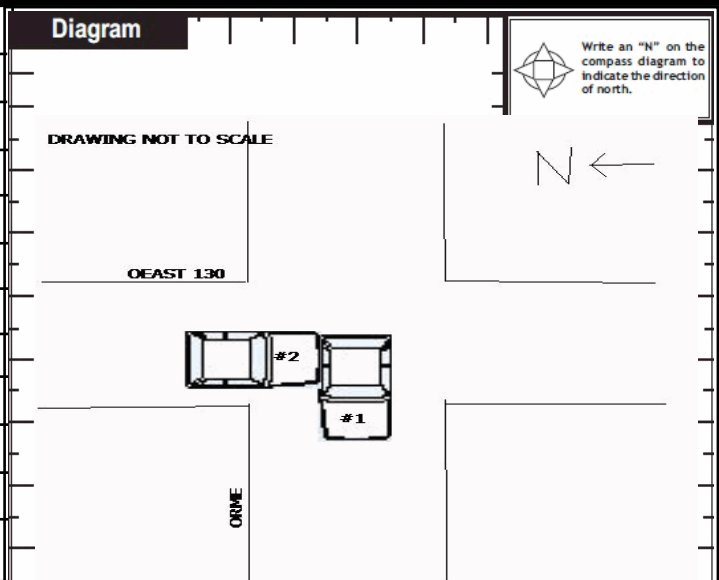 Diagram
Write an “N” on the
compass diagram to
indicate the direction
of north.
DRAWING NOT TO SCALE
N
OEAST 130
#2
#1
ORME